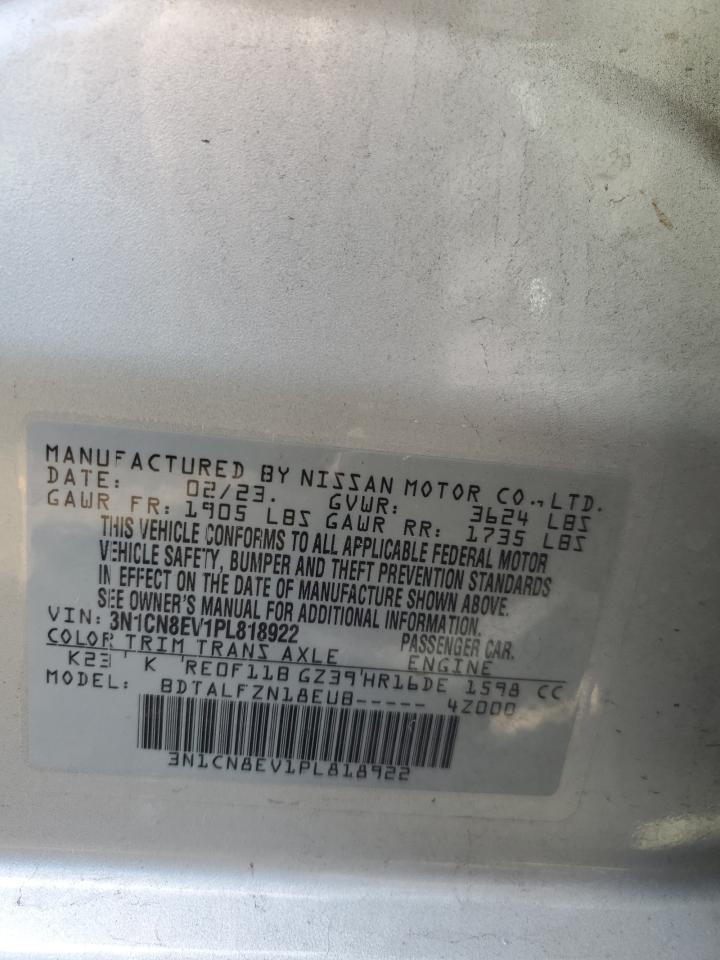 MANUFACTURED BY NISSAN MOTOR CO., LTD.
DATE: 02/23. GVWR: 3624 LBS
GAWR FR: 1905 LBS GAWR RR: 1735 LBS
THIS VEHICLE CONFORMS TO ALL APPLICABLE FEDERAL MOTOR
VEHICLE SAFETY, BUMPER AND THEFT PREVENTION STANDARDS
IN EFFECT ON THE DATE OF MANUFACTURE SHOWN ABOVE.
SEE OWNER'S MANUAL FOR ADDITIONAL INFORMATION.
VIN: 3N1CN8EV1PL818922 PASSENGER CAR.
COLOR TRIM TRANS AXLE ENGINE
K23 K RE0F11B GZ39 HR16DE 1598 CC
MODEL: BDTALFZN18EUB----- 4Z000
3N1CN8EV1PL818922